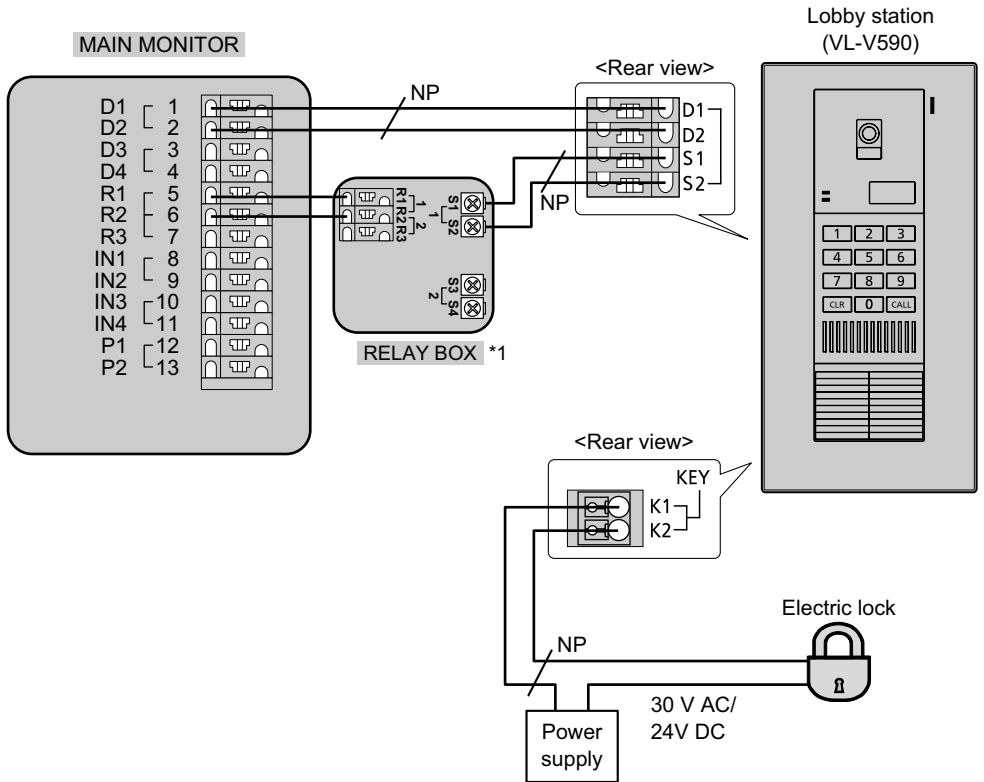 Lobby station
(VL-V590)
MAIN MONITOR
<Rear view>
NP
D1 1
D2 2
D3 3
D4 4
R1 5
R2 6
R3 7
IN1 8
IN2 9
IN3 10
IN4 11
P1 12
P2 13
D1
D2
S1
S2
NP
R1 1
R2
R3 2
S1
1
S2
S3
2
S4
RELAY BOX *1
1 2 3
4 5 6
7 8 9
CLR 0 CALL
<Rear view>
KEY
K1
K2
Electric lock
NP
30 V AC/
24V DC
Power
supply